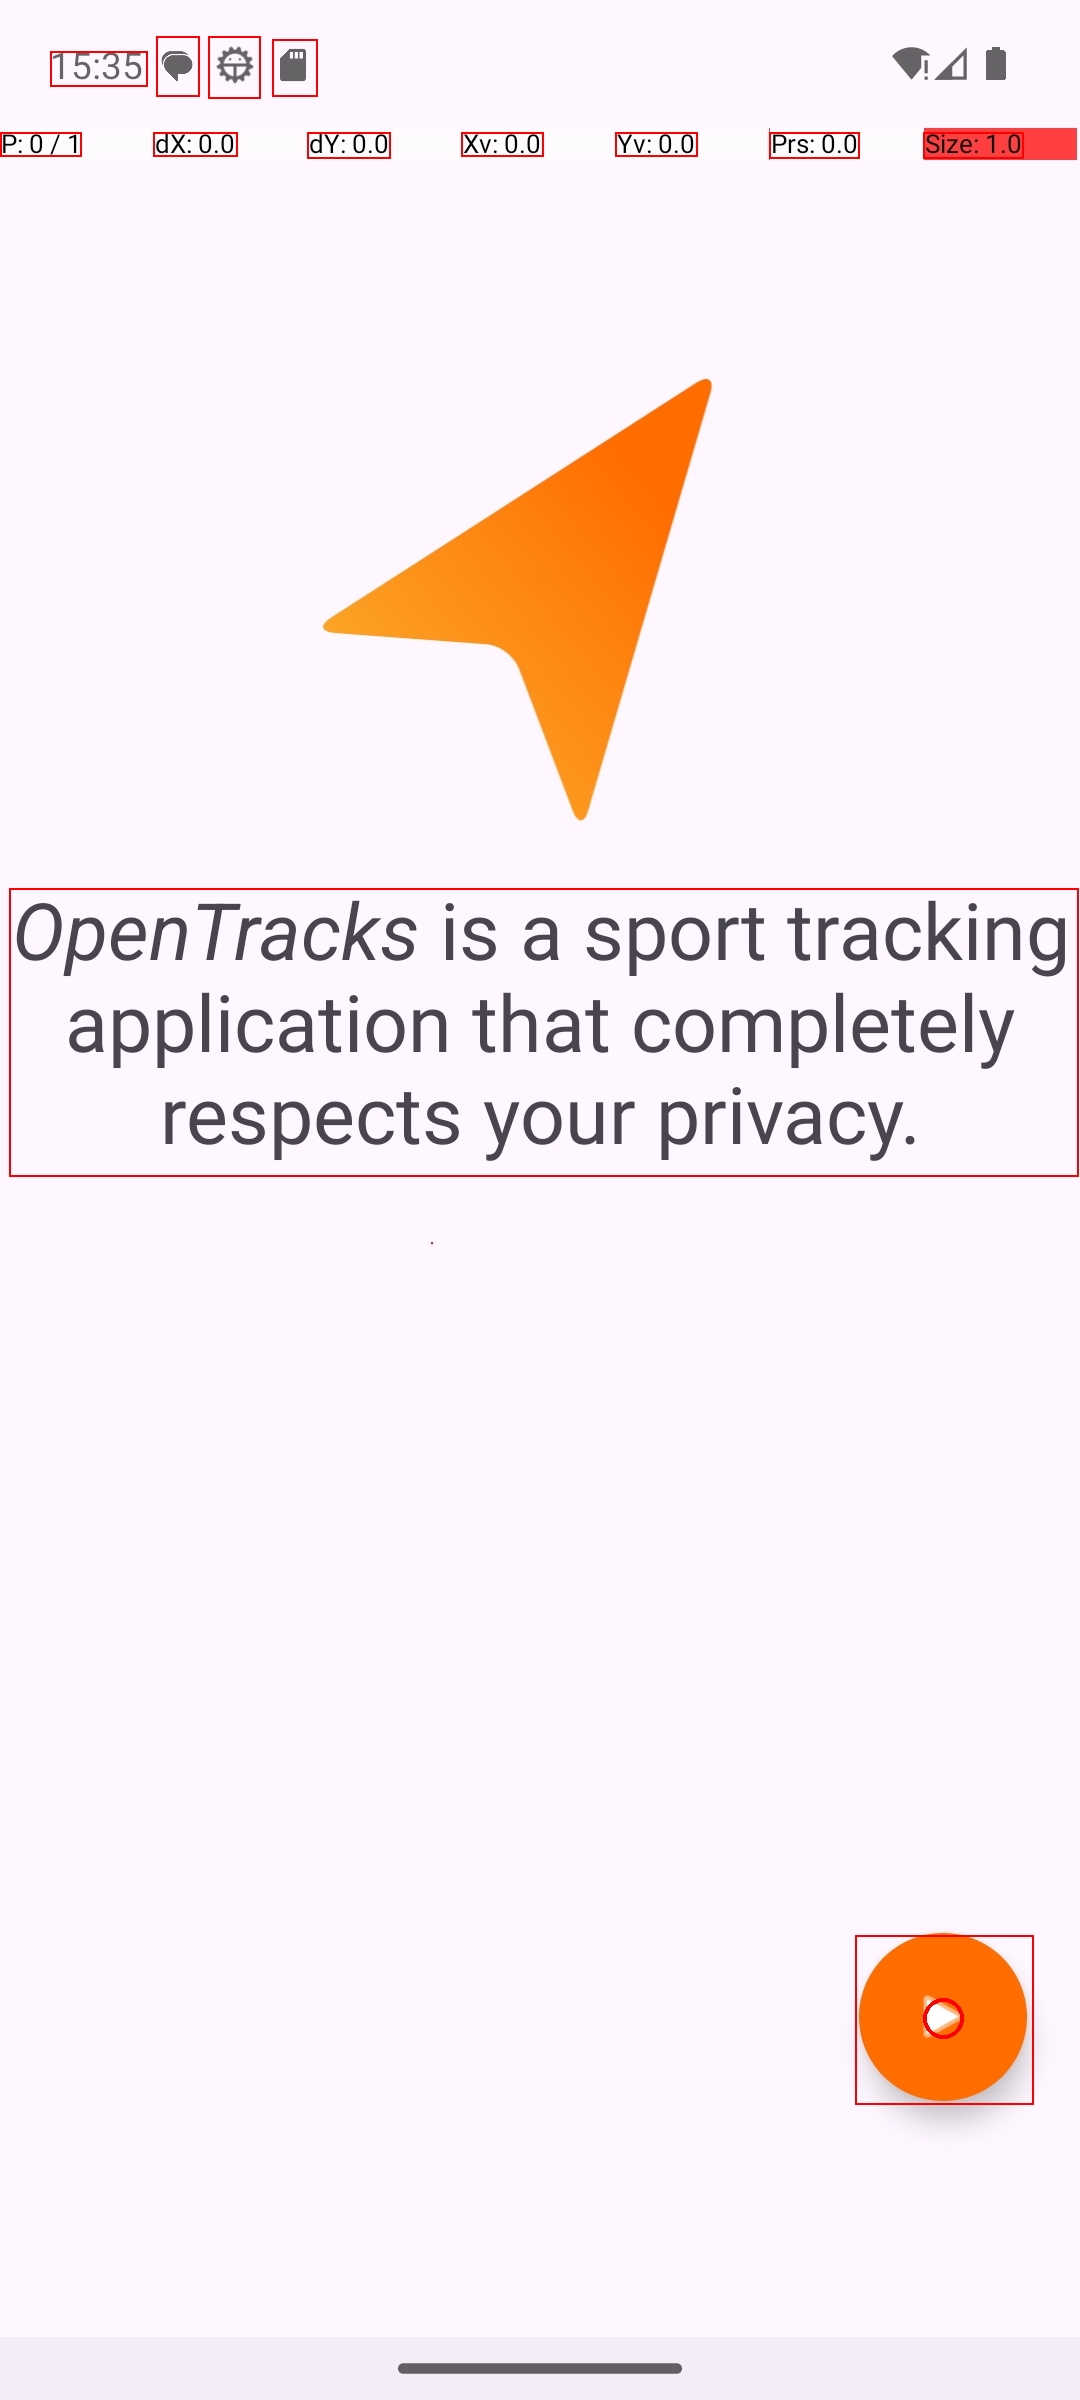 15:35
P: 0 / 1 dX: 0.0 dY: 0.0 Xv: 0.0 Yv: 0.0 Prs: 0.0 Size: 1.0
OpenTracks is a sport tracking
application that completely
respects your privacy.